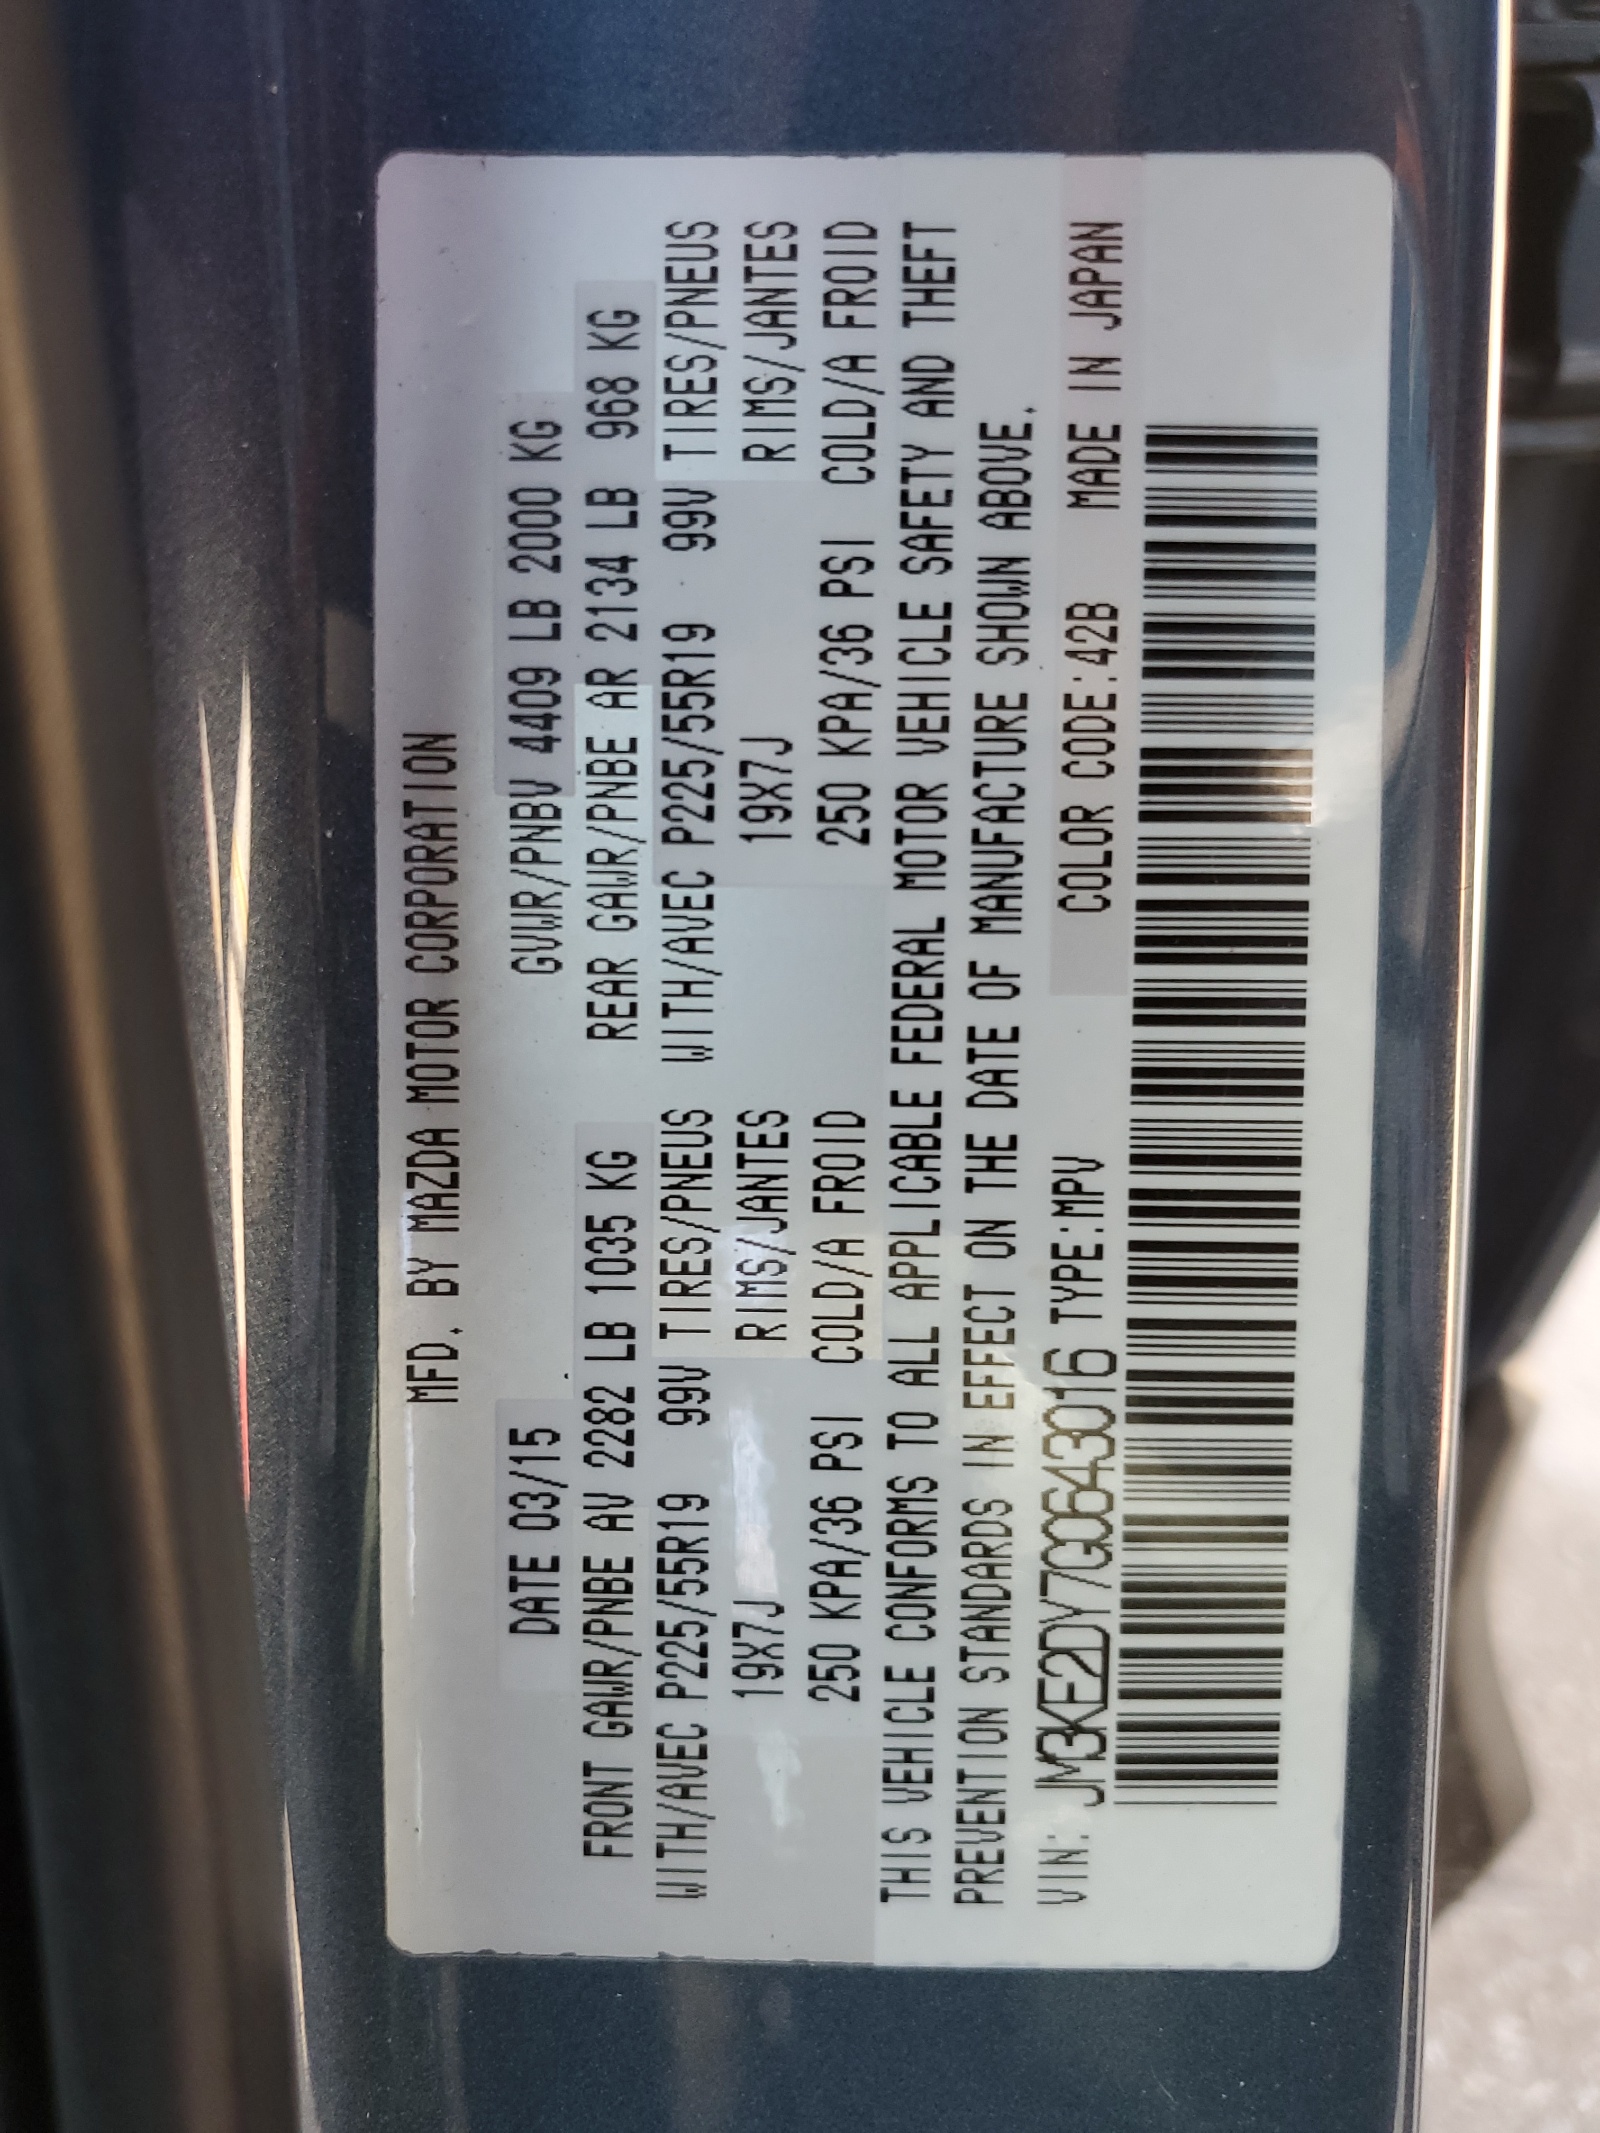 MFD. BY MAZDA MOTOR CORPORATION
DATE 03/15 GVWR/PNBV 4409 LB 2000 KG
FRONT GAWR/PNBE AV 2282 LB 1035 KG REAR GAWR/PNBE AR 2134 LB 968 KG
WITH/AVEC P225/55R19 99V TIRES/PNEUS WITH/AVEC P225/55R19 99V TIRES/PNEUS
19X7J RIMS/JANTES 19X7J RIMS/JANTES
250 KPA/36 PSI COLD/A FROID 250 KPA/36 PSI COLD/A FROID
THIS VEHICLE CONFORMS TO ALL APPLICABLE FEDERAL MOTOR VEHICLE SAFETY AND THEFT
PREVENTION STANDARDS IN EFFECT ON THE DATE OF MANUFACTURE SHOWN ABOVE.
VIN: JM3KE2DY7G0643016 TYPE:MPV COLOR CODE:42B MADE IN JAPAN